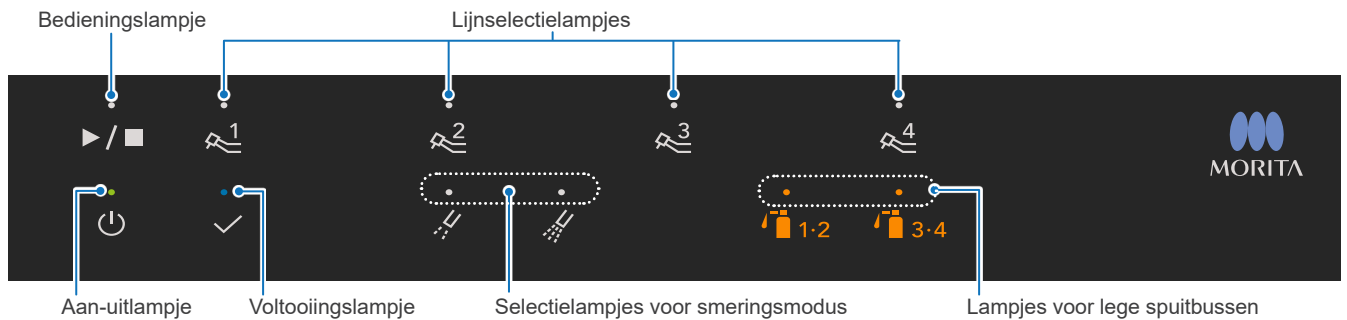 Bedieningslampje Lijnselectielampjes
1 2 3 4
MORITA
1·2 3·4
Aan-uitlampje Voltooiingslampje Selectielampjes voor smeringsmodus Lampjes voor lege spuitbussen